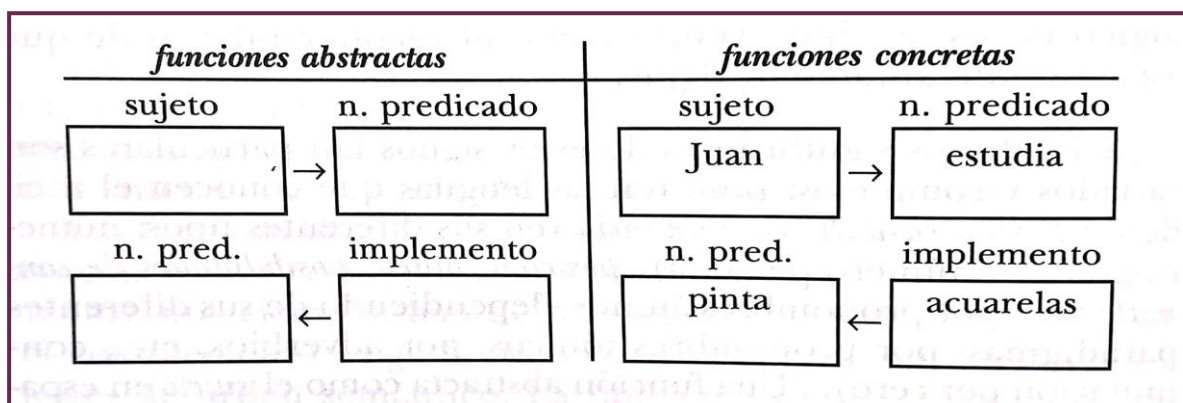 funciones abstractas
funciones concretas
sujeto n. predicado
sujeto n. predicado
→
Juan → estudia
n. pred. implemento
n. pred. implemento
←
pinta ← acuarelas